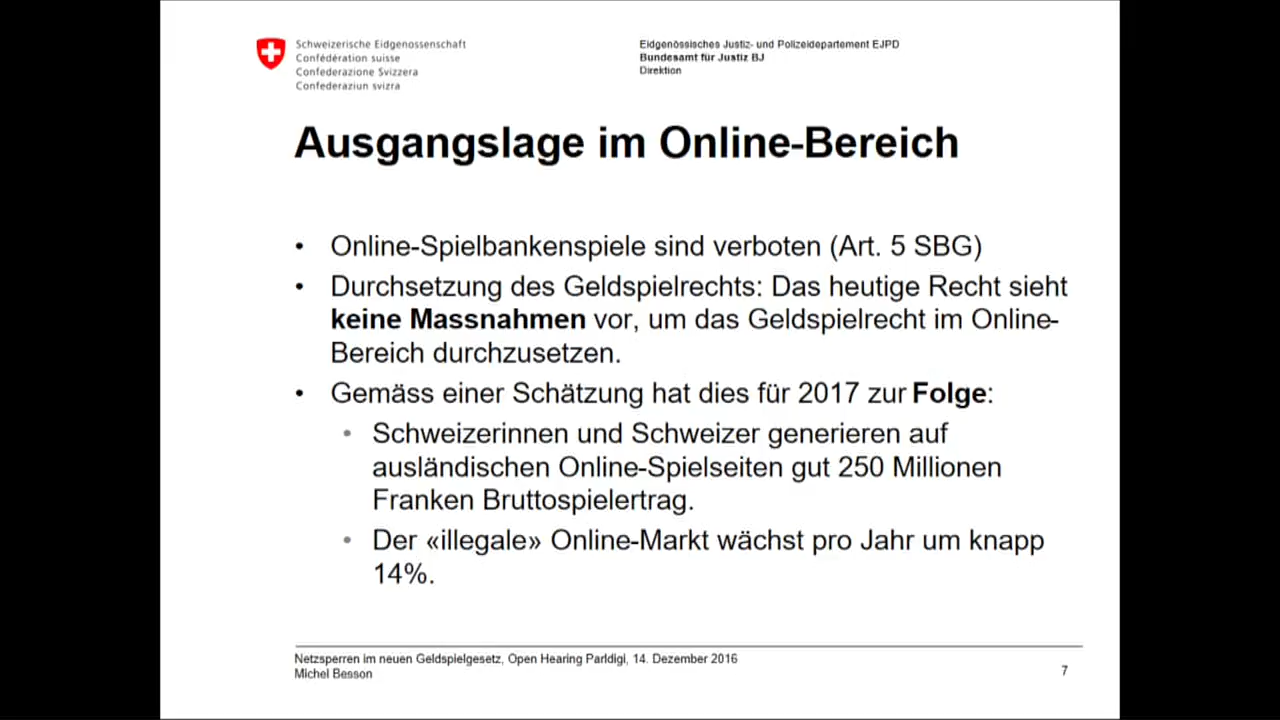 Schweizerische Eidgenossenschaft
Confédération suisse
Confederazione Svizzera
Confederaziun svizra
Eidgenössisches Justiz- und Polizeidepartement EJPD
Bundesamt für Justiz BJ
Direktion
Ausgangslage im Online-Bereich
• Online-Spielbankenspiele sind verboten (Art. 5 SBG)
• Durchsetzung des Geldspielrechts: Das heutige Recht sieht
keine Massnahmen vor, um das Geldspielrecht im Online-
Bereich durchzusetzen.
• Gemäss einer Schätzung hat dies für 2017 zur Folge:
• Schweizerinnen und Schweizer generieren auf
ausländischen Online-Spielseiten gut 250 Millionen
Franken Bruttospielertrag.
• Der «illegale» Online-Markt wächst pro Jahr um knapp
14%.
Netzsperren im neuen Geldspielgesetz, Open Hearing Parldigi, 14. Dezember 2016
Michel Besson
7